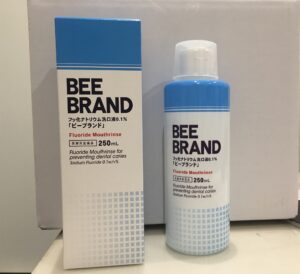 BEE
BRAND
フッ化ナトリウム洗口液0.1%
「ビーブランド」
Fluoride Mouthrinse
250mL
Fluoride Mouthrinse for
preventing dental caries
Sodium Fluoride 0.1w/V%
BEE
BRAND
フッ化ナトリウム洗口液0.1%
「ビーブランド」
Fluoride Mouthrinse
250mL
Fluoride Mouthrinse for
preventing dental caries
Sodium Fluoride 0.1w/V%